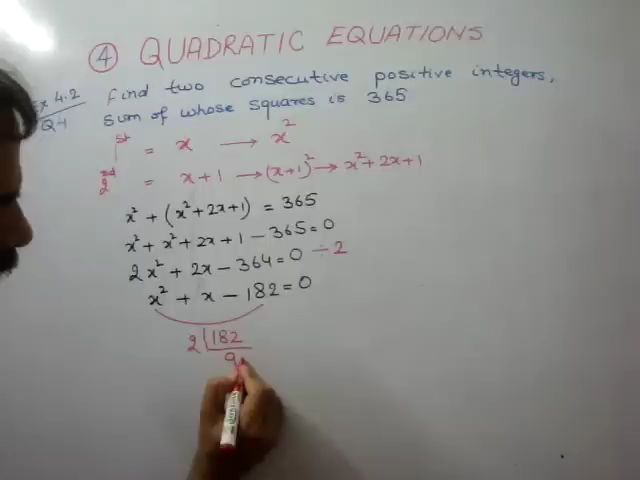 ④ QUADRATIC EQUATIONS
Ex 4.2 Find two consecutive positive integers,
Q4 sum of whose squares is 365
1st = x → x²
2nd = x + 1 → (x+1)² → x² + 2x + 1
x² + (x² + 2x + 1) = 365
x² + x² + 2x + 1 - 365 = 0
2x² + 2x - 364 = 0 ÷ 2
x² + x - 182 = 0
2 | 182
9